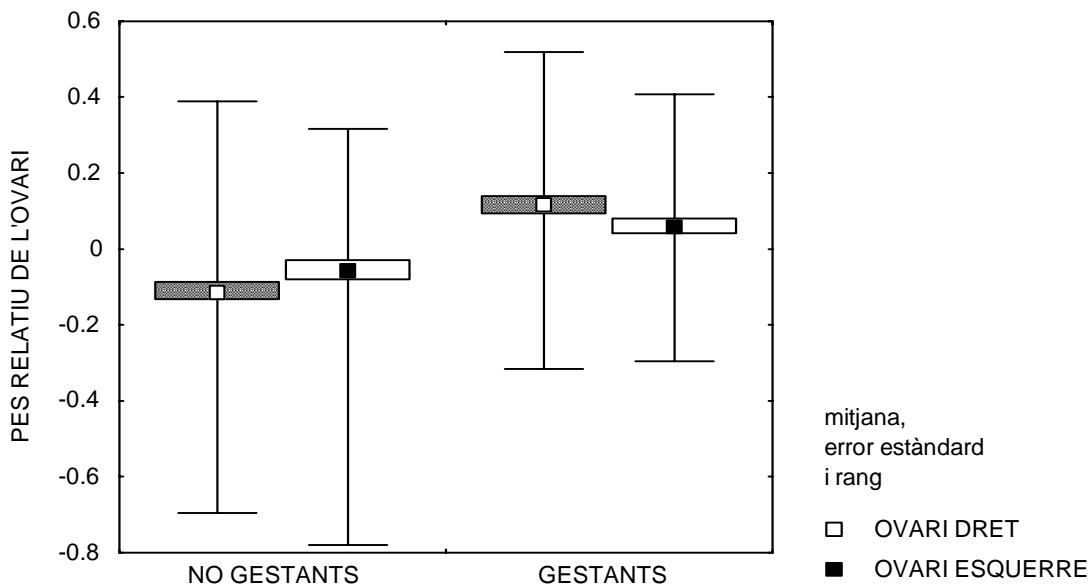 PES RELATIU DE L'OVARI
0.6
0.4
0.2
0
-0.2
-0.4
-0.6
-0.8
NO GESTANTS
GESTANTS
mitjana,
error estàndard
i rang
OVARI DRET
OVARI ESQUERRE